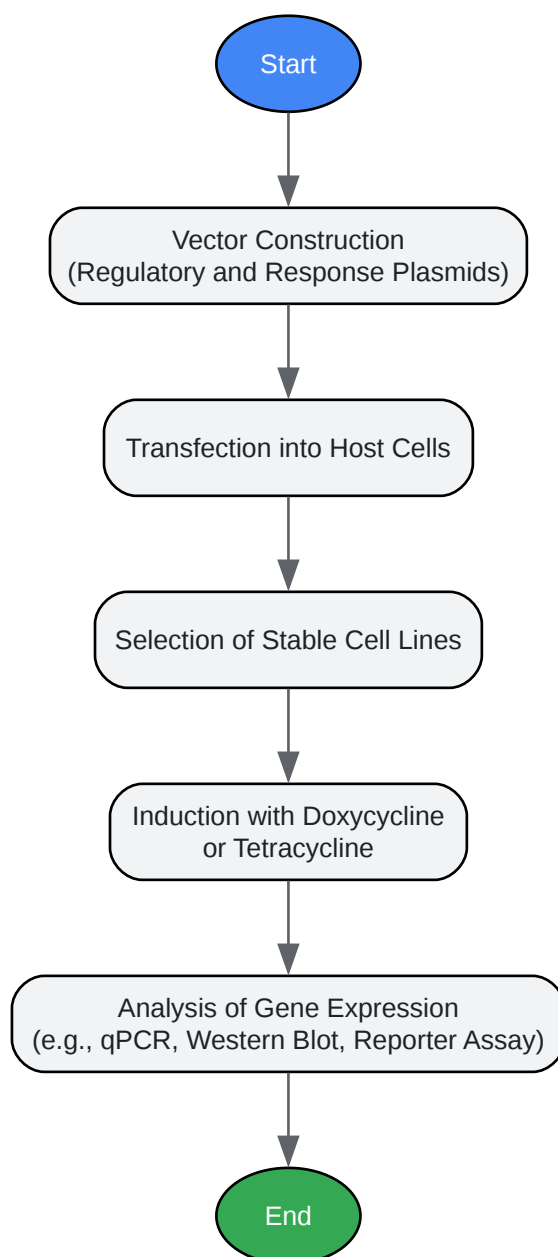 Start
Vector Construction
(Regulatory and Response Plasmids)
Transfection into Host Cells
Selection of Stable Cell Lines
Induction with Doxycycline
or Tetracycline
Analysis of Gene Expression
(e.g., qPCR, Western Blot, Reporter Assay)
End